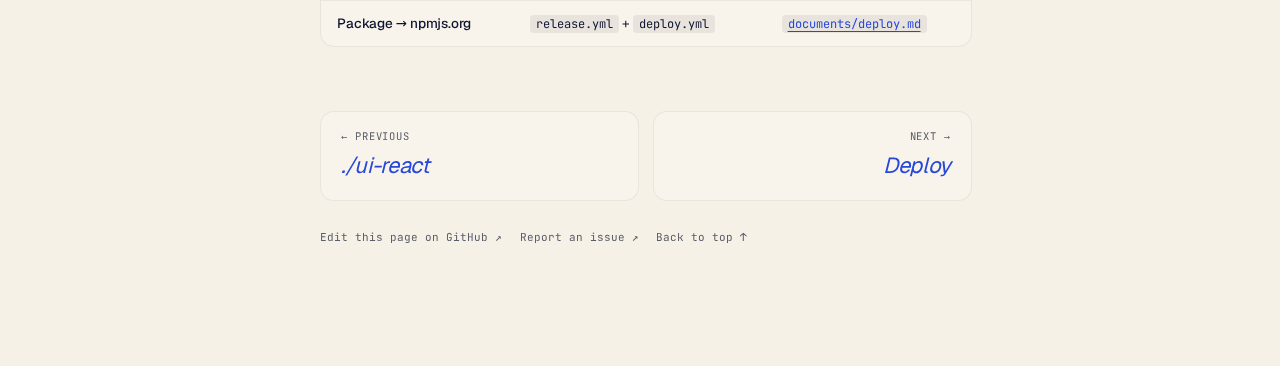 Package → npmjs.org release.yml + deploy.yml documents/deploy.md
← PREVIOUS
./ui-react
NEXT →
Deploy
Edit this page on GitHub ↗ Report an issue ↗ Back to top ↑